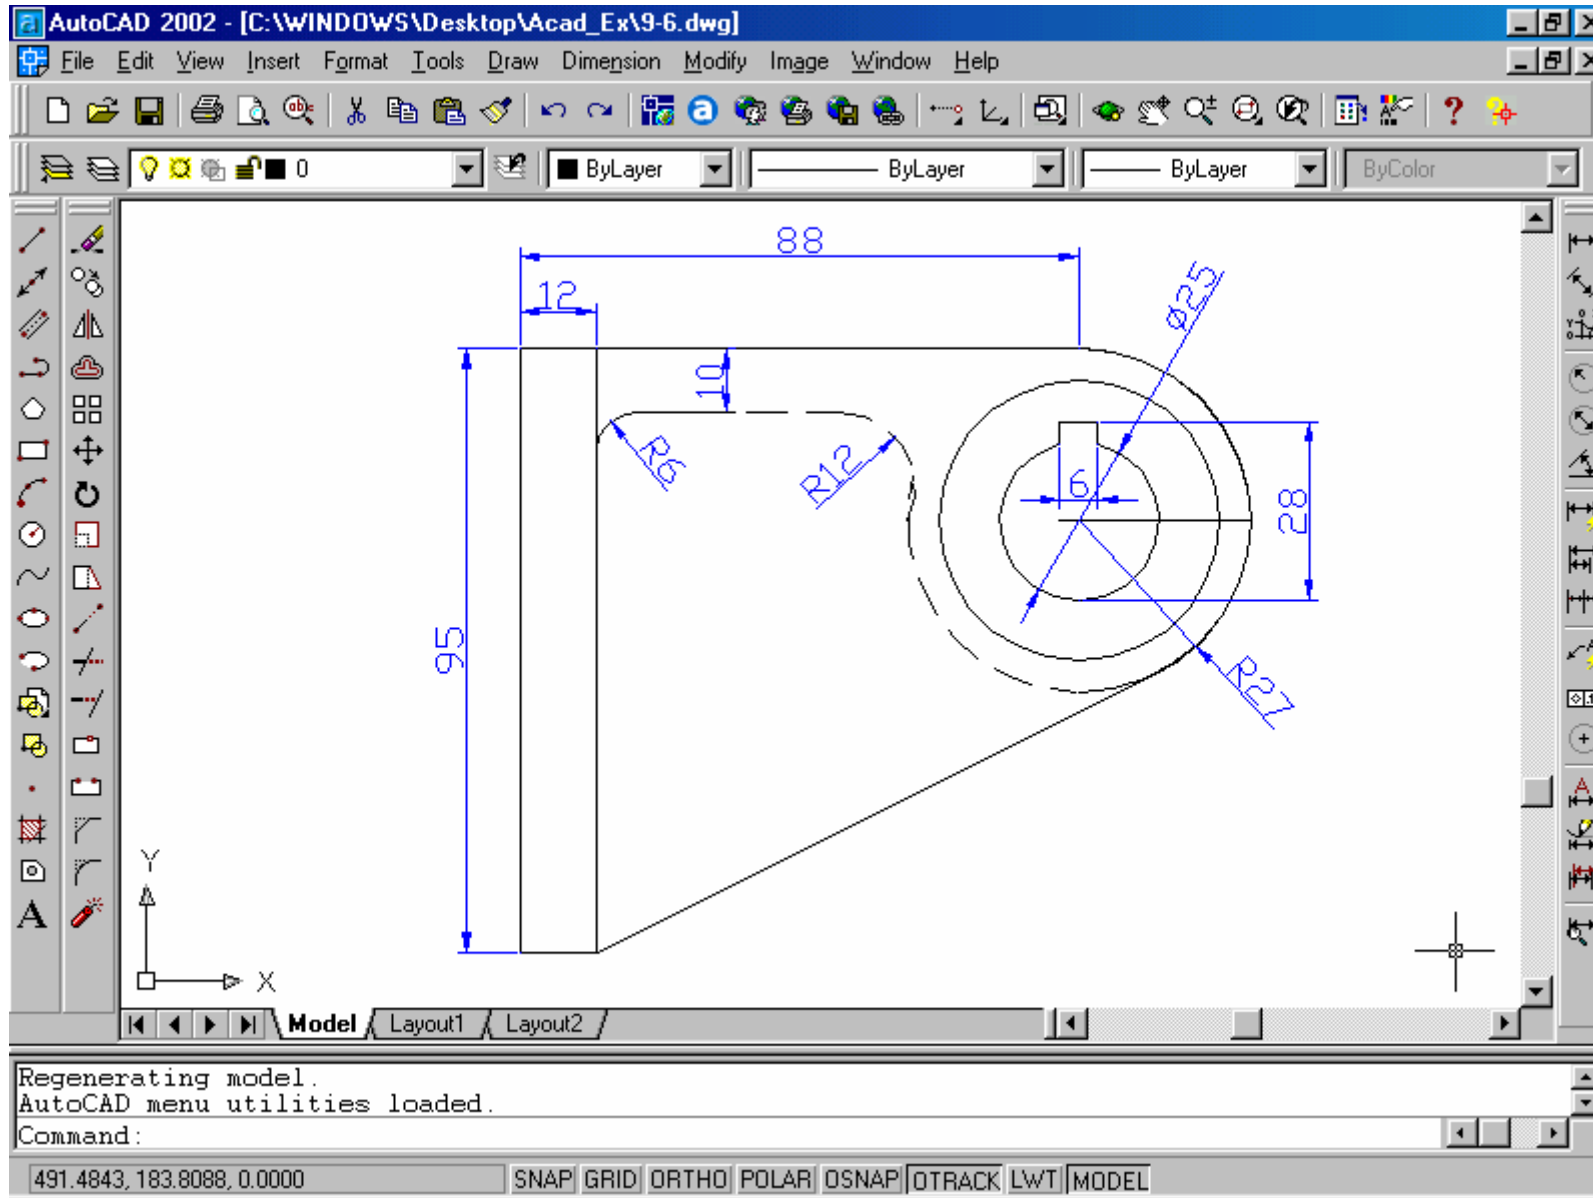 AutoCAD 2002 - [C:\WINDOWS\Desktop\Acad_Ex\9-6.dwg]
File Edit View Insert Format Tools Draw Dimension Modify Image Window Help
0 ByLayer ByLayer ByLayer ByColor
88
12
ø25
10
R6
R12
6
28
95
R27
Y
X
Model Layout1 Layout2
Regenerating model.
AutoCAD menu utilities loaded.
Command:
491.4843, 183.8088, 0.0000 SNAP GRID ORTHO POLAR OSNAP OTRACK LWT MODEL